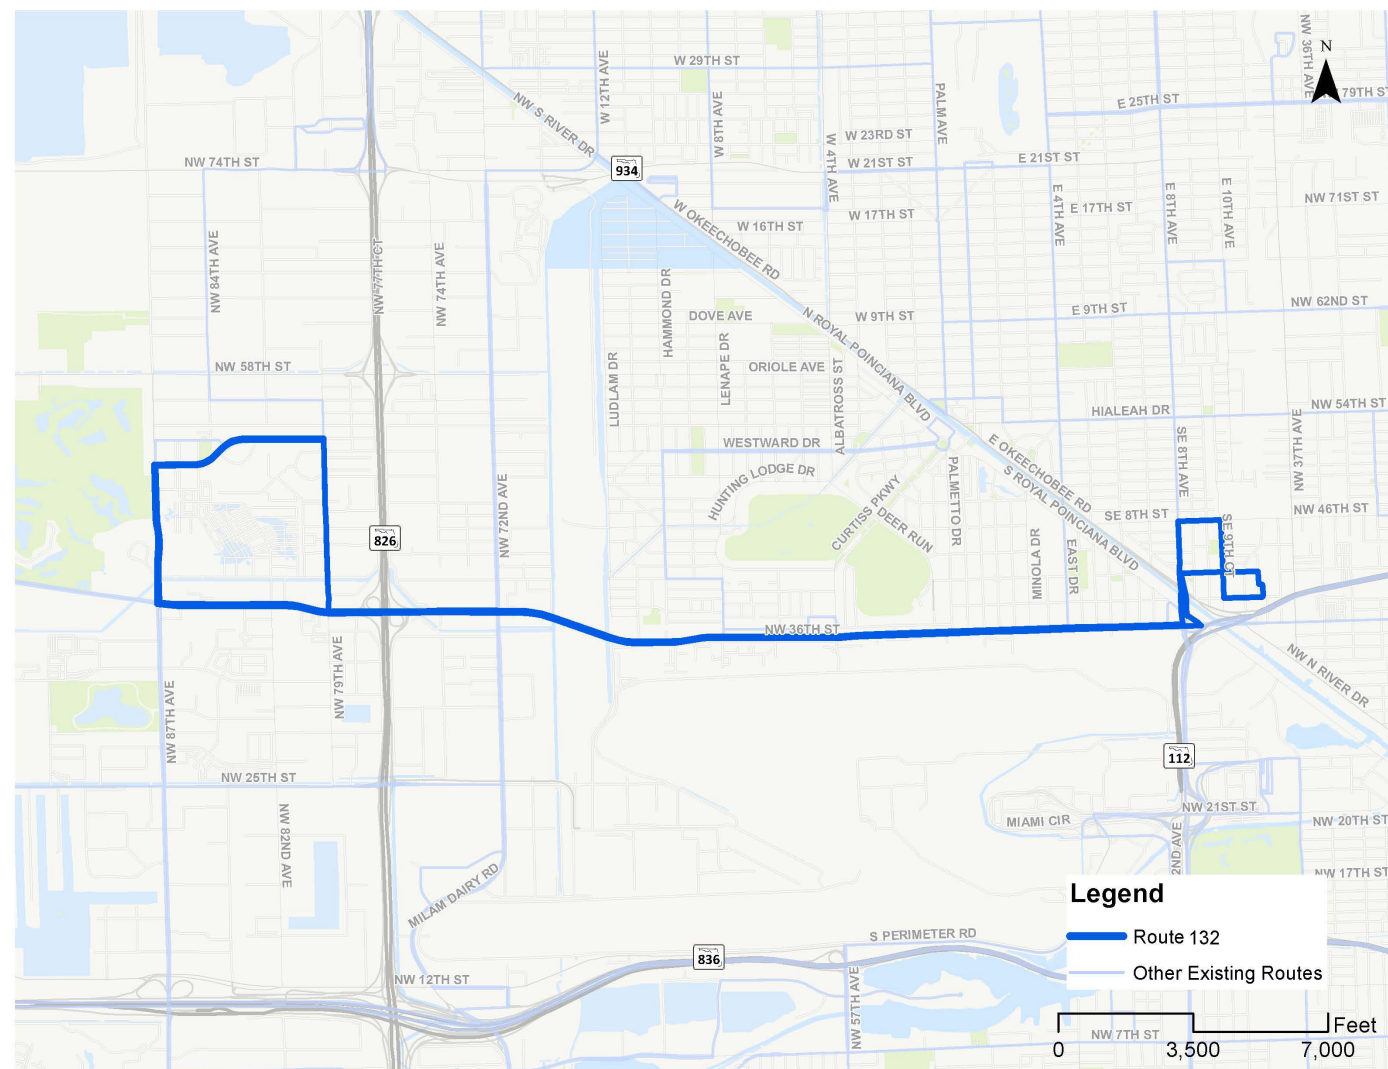 N
NW 36TH AVE
79TH ST
W 29TH ST
W 12TH AVE
NW S RIVER DR
W 8TH AVE
PALM AVE
E 25TH ST
W 23RD ST
W 4TH AVE
W 21ST ST
E 21ST ST
NW 74TH ST
934
E 4TH AVE
E 17TH ST
E 8TH AVE
E 10TH AVE
NW 71ST ST
W OKEECHOBEE RD
W 16TH ST
W 17TH ST
NW 84TH AVE
NW 77TH CT
NW 74TH AVE
HAMMOND DR
DOVE AVE
W 9TH ST
N ROYAL POINCIANA BLVD
E 9TH ST
NW 62ND ST
NW 58TH ST
LUDLAM DR
LENAPE DR
ORIOLE AVE
ALBATROSS ST
HIALEAH DR
NW 54TH ST
NW 37TH AVE
WESTWARD DR
HUNTING LODGE DR
E OKEECHOBEE RD
S ROYAL POINCIANA BLVD
SE 8TH AVE
NW 72ND AVE
CURTISS PKWY
DEER RUN
PALMETTO DR
SE 8TH ST
SE 9TH CT
NW 46TH ST
826
MINOLA DR
EAST DR
NW 36TH ST
NW 79TH AVE
NW 87TH AVE
NW N RIVER DR
112
NW 25TH ST
NW 82ND AVE
MIAMI CIR
NW 21ST ST
NW 20TH ST
2ND AVE
NW 17TH ST
MILAM DAIRY RD
S PERIMETER RD
836
NW 12TH ST
NW 57TH AVE
NW 7TH ST
Legend
Route 132
Other Existing Routes
Feet
0 3,500 7,000